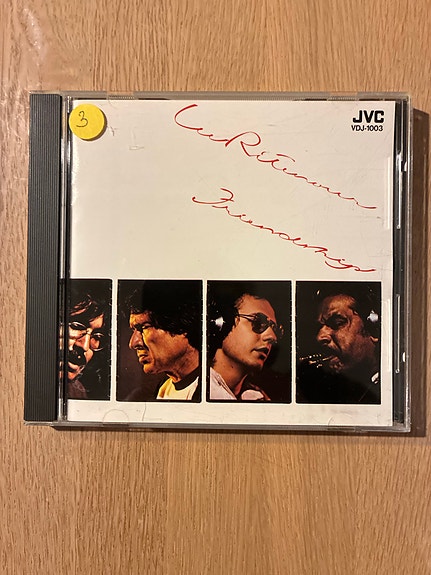 3
JVC
VDJ-1003
Lee Ritenour
Friendship